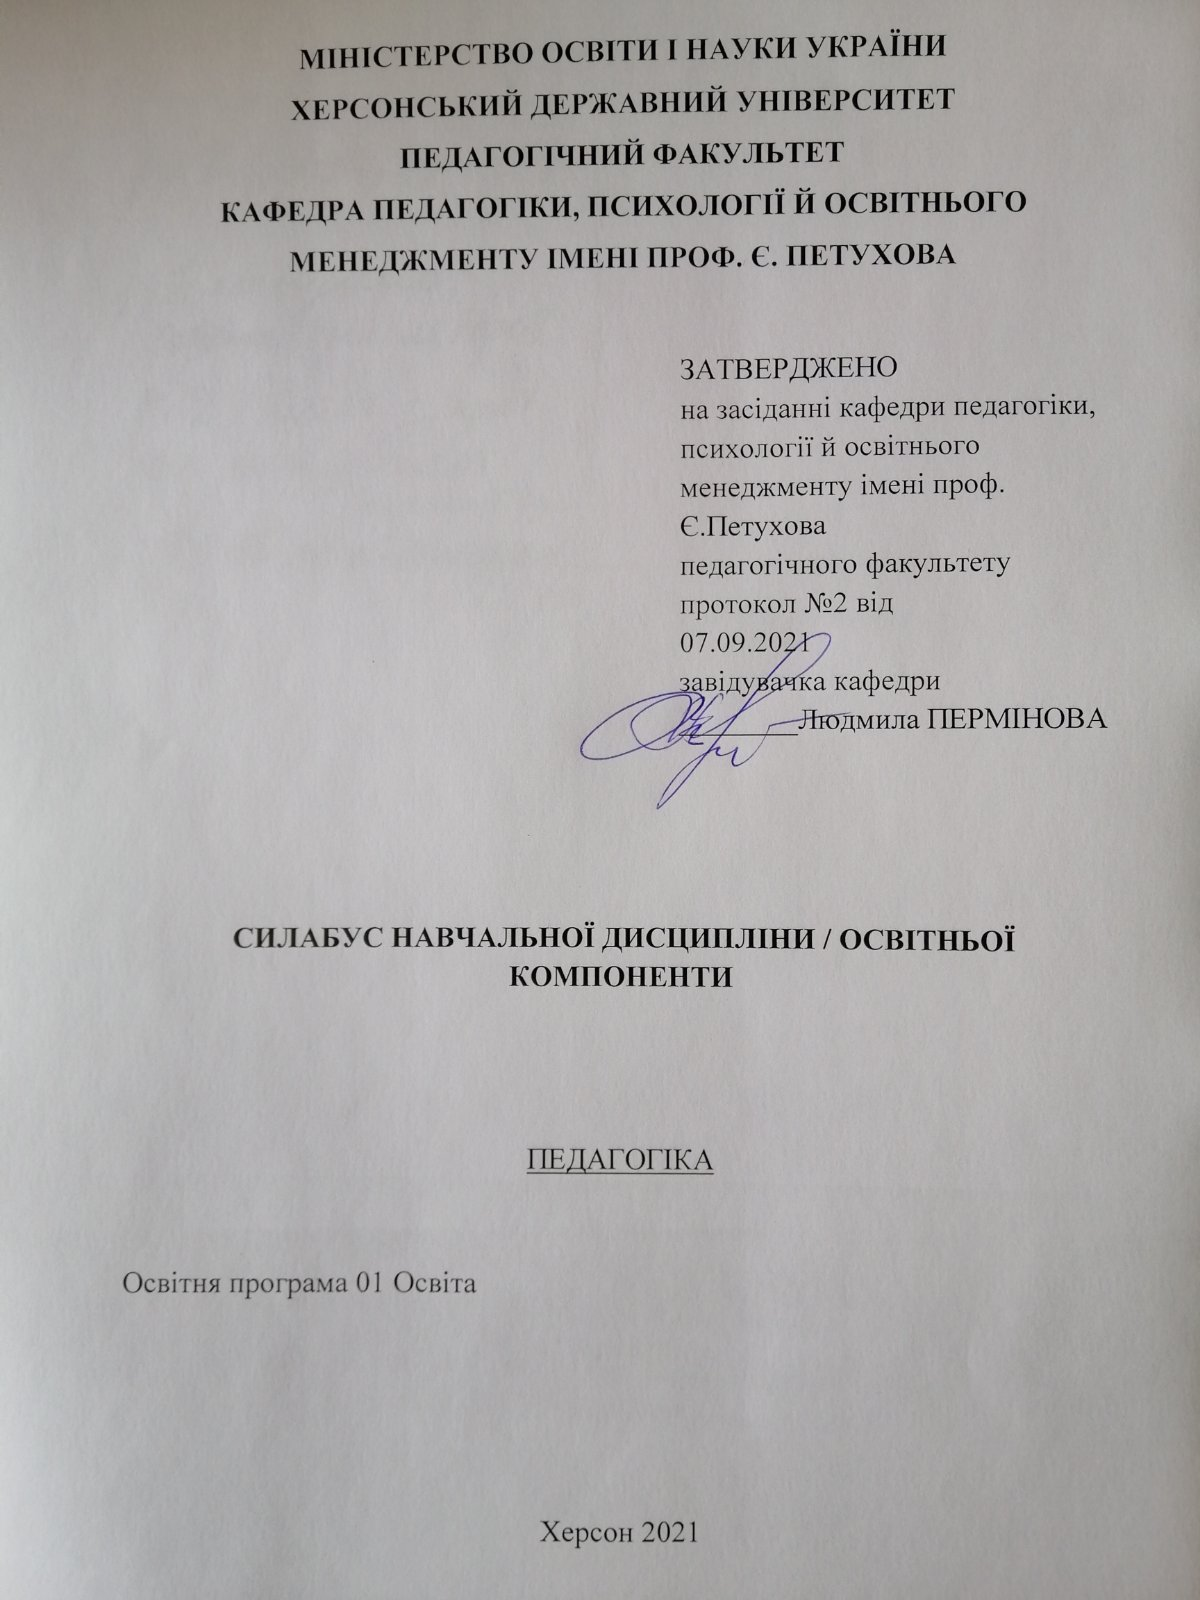 МІНІСТЕРСТВО ОСВІТИ І НАУКИ УКРАЇНИ
ХЕРСОНСЬКИЙ ДЕРЖАВНИЙ УНІВЕРСИТЕТ
ПЕДАГОГІЧНИЙ ФАКУЛЬТЕТ
КАФЕДРА ПЕДАГОГІКИ, ПСИХОЛОГІЇ Й ОСВІТНЬОГО
МЕНЕДЖМЕНТУ ІМЕНІ ПРОФ. Є. ПЕТУХОВА
ЗАТВЕРДЖЕНО
на засіданні кафедри педагогіки,
психології й освітнього
менеджменту імені проф.
Є.Петухова
педагогічного факультету
протокол №2 від
07.09.2021
завідувачка кафедри
Людмила ПЕРМІНОВА
СИЛАБУС НАВЧАЛЬНОЇ ДИСЦИПЛІНИ / ОСВІТНЬОЇ
КОМПОНЕНТИ
ПЕДАГОГІКА
Освітня програма 01 Освіта
Херсон 2021